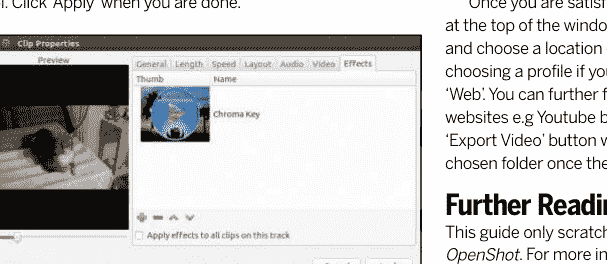 ol. Click 'Apply' when you are done.
Clip Properties
Preview
General Length Speed Layout Audio Video Effects
Thumb Name
Chroma Key
Apply effects to all clips on this track
Once you are satisf
at the top of the windo
and choose a location
choosing a profile if you
'Web'. You can further f
websites e.g Youtube b
'Export Video' button w
chosen folder once the
Further Readin
This guide only scratch
OpenShot. For more in